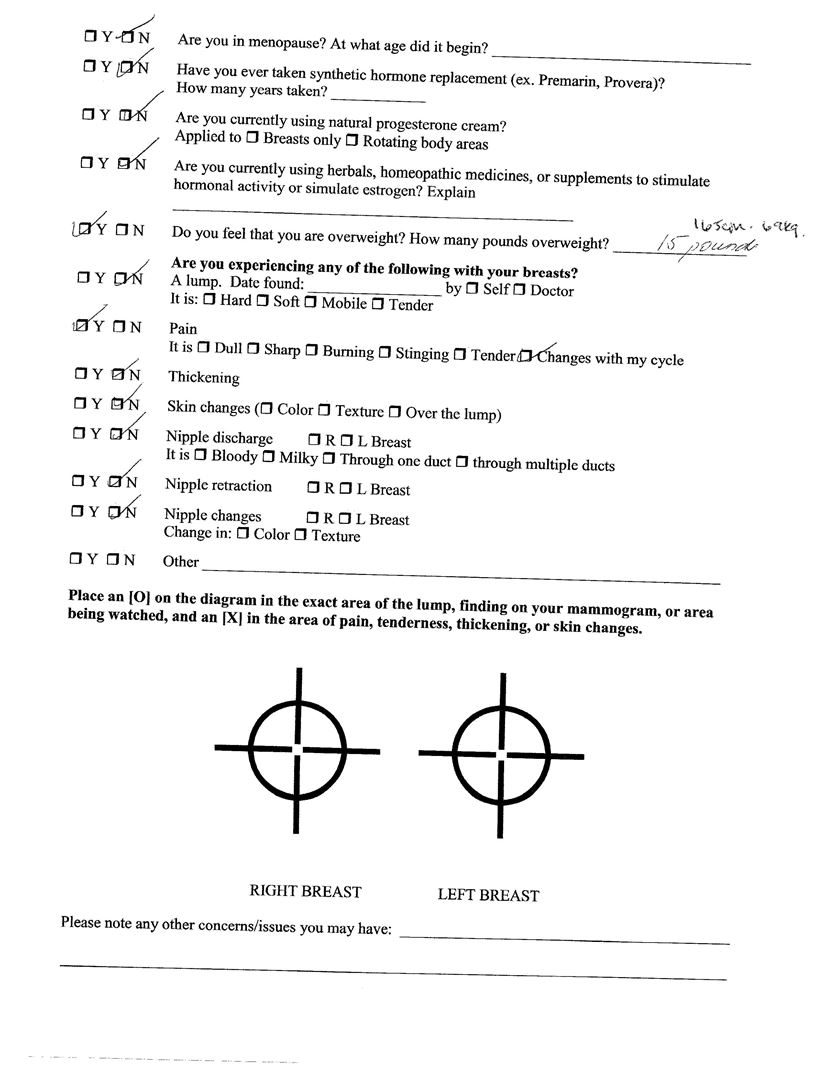 ☐ Y ☑ N Are you in menopause? At what age did it begin? ____
☐ Y ☑ N Have you ever taken synthetic hormone replacement (ex. Premarin, Provera)?
How many years taken? ____
☐ Y ☑ N Are you currently using natural progesterone cream?
Applied to ☐ Breasts only ☐ Rotating body areas
☐ Y ☑ N Are you currently using herbals, homeopathic medicines, or supplements to stimulate
hormonal activity or simulate estrogen? Explain
____
69kg.
☑ Y ☐ N Do you feel that you are overweight? How many pounds overweight? 15 pounds
Are you experiencing any of the following with your breasts?
☐ Y ☑ N A lump. Date found: ____ by ☐ Self ☐ Doctor
It is: ☐ Hard ☐ Soft ☐ Mobile ☐ Tender
☑ Y ☐ N Pain
It is ☐ Dull ☐ Sharp ☐ Burning ☐ Stinging ☐ Tender ☑ Changes with my cycle
☐ Y ☑ N Thickening
☐ Y ☑ N Skin changes (☐ Color ☐ Texture ☐ Over the lump)
☐ Y ☑ N Nipple discharge ☐ R ☐ L Breast
It is ☐ Bloody ☐ Milky ☐ Through one duct ☐ through multiple ducts
☐ Y ☑ N Nipple retraction ☐ R ☐ L Breast
☐ Y ☑ N Nipple changes ☐ R ☐ L Breast
Change in: ☐ Color ☐ Texture
☐ Y ☐ N Other ____
Place an [O] on the diagram in the exact area of the lump, finding on your mammogram, or area
being watched, and an [X] in the area of pain, tenderness, thickening, or skin changes.
RIGHT BREAST LEFT BREAST
Please note any other concerns/issues you may have: ____